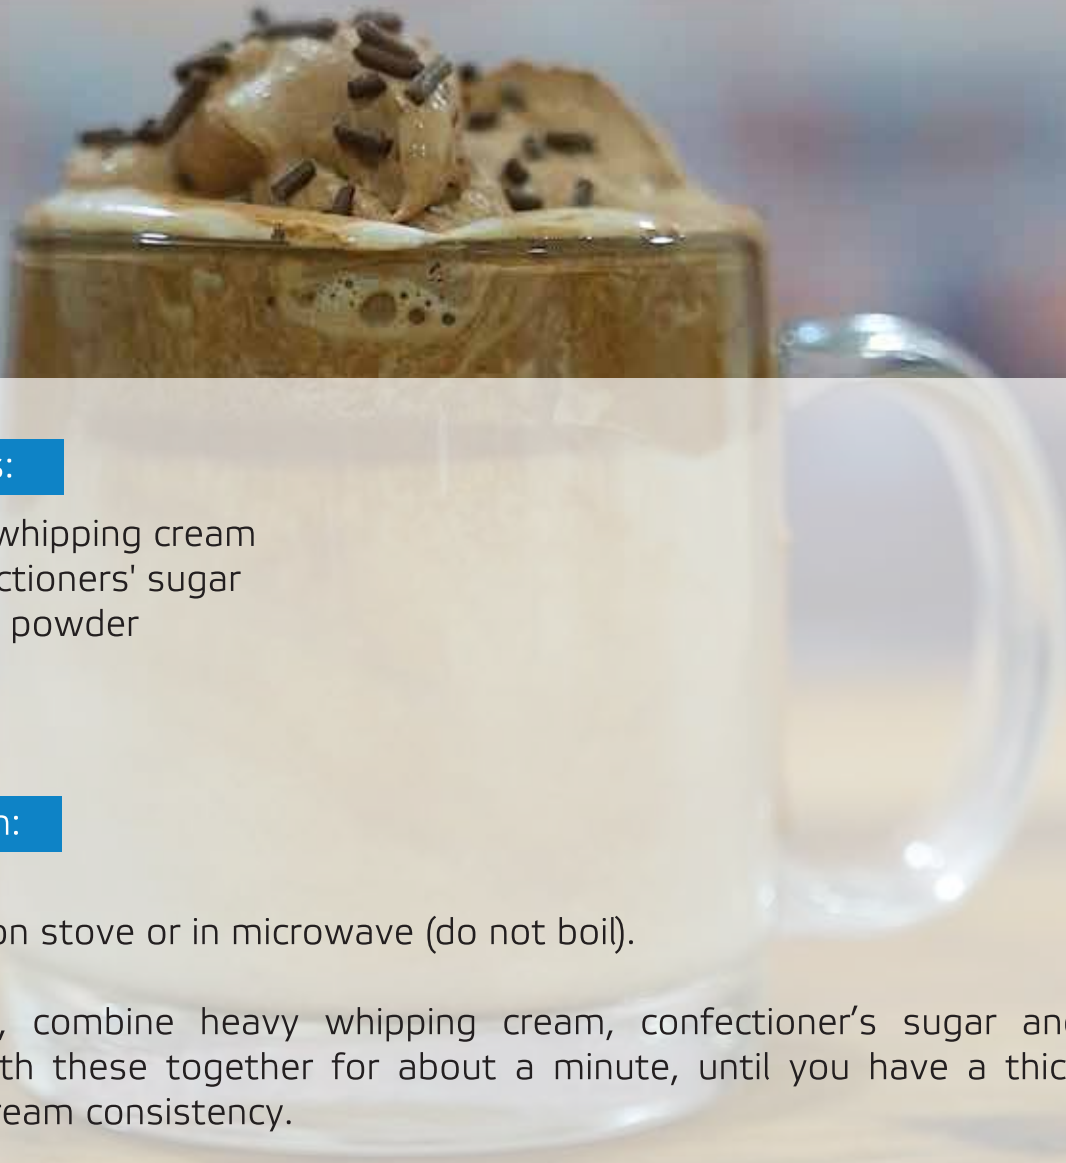 s:
whipping cream
ctioners' sugar
powder
n:
on stove or in microwave (do not boil).
, combine heavy whipping cream, confectioner’s sugar an
th these together for about a minute, until you have a thic
ream consistency.